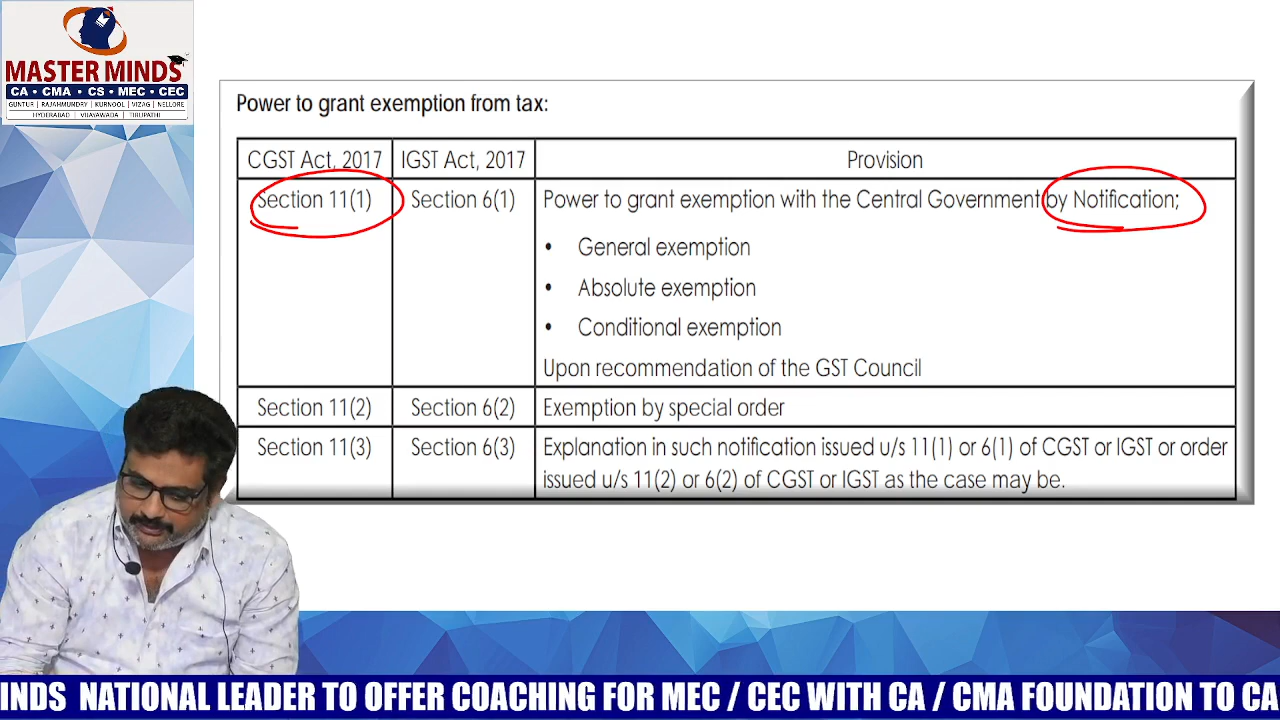 MASTER MINDS
CA • CMA • CS • MEC • CEC
GUNTUR | RAJAHMUNDRY | KURNOOL | VIZAG | NELLORE
HYDERABAD | VIJAYAWADA | TIRUPATHI
Power to grant exemption from tax:
CGST Act, 2017 IGST Act, 2017 Provision
Section 11(1) Section 6(1) Power to grant exemption with the Central Government by Notification;
• General exemption
• Absolute exemption
• Conditional exemption
Upon recommendation of the GST Council
Section 11(2) Section 6(2) Exemption by special order
Section 11(3) Section 6(3) Explanation in such notification issued u/s 11(1) or 6(1) of CGST or IGST or order
issued u/s 11(2) or 6(2) of CGST or IGST as the case may be.
INDS NATIONAL LEADER TO OFFER COACHING FOR MEC / CEC WITH CA / CMA FOUNDATION TO CA